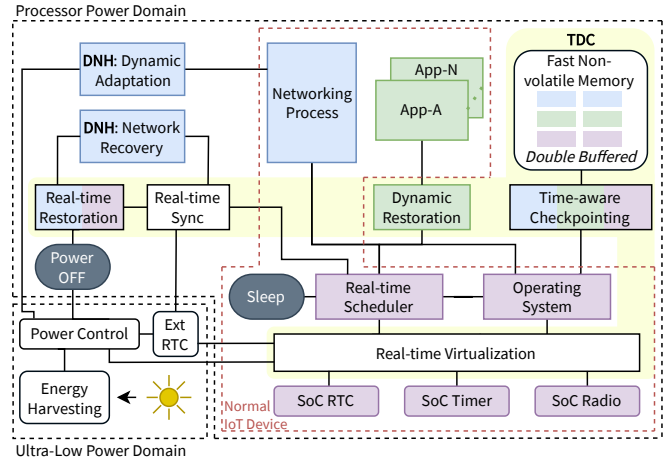 Processor Power Domain
TDC
DNH: Dynamic
Adaptation
Networking
Process
App-N
App-A
Fast Non-
volatile Memory
Double Buffered
DNH: Network
Recovery
Real-time
Restoration
Real-time
Sync
Dynamic
Restoration
Time-aware
Checkpointing
Power
OFF
Sleep
Real-time
Scheduler
Operating
System
Power Control
Ext
RTC
Real-time Virtualization
Energy
Harvesting
Normal
IoT Device
SoC RTC
SoC Timer
SoC Radio
Ultra-Low Power Domain